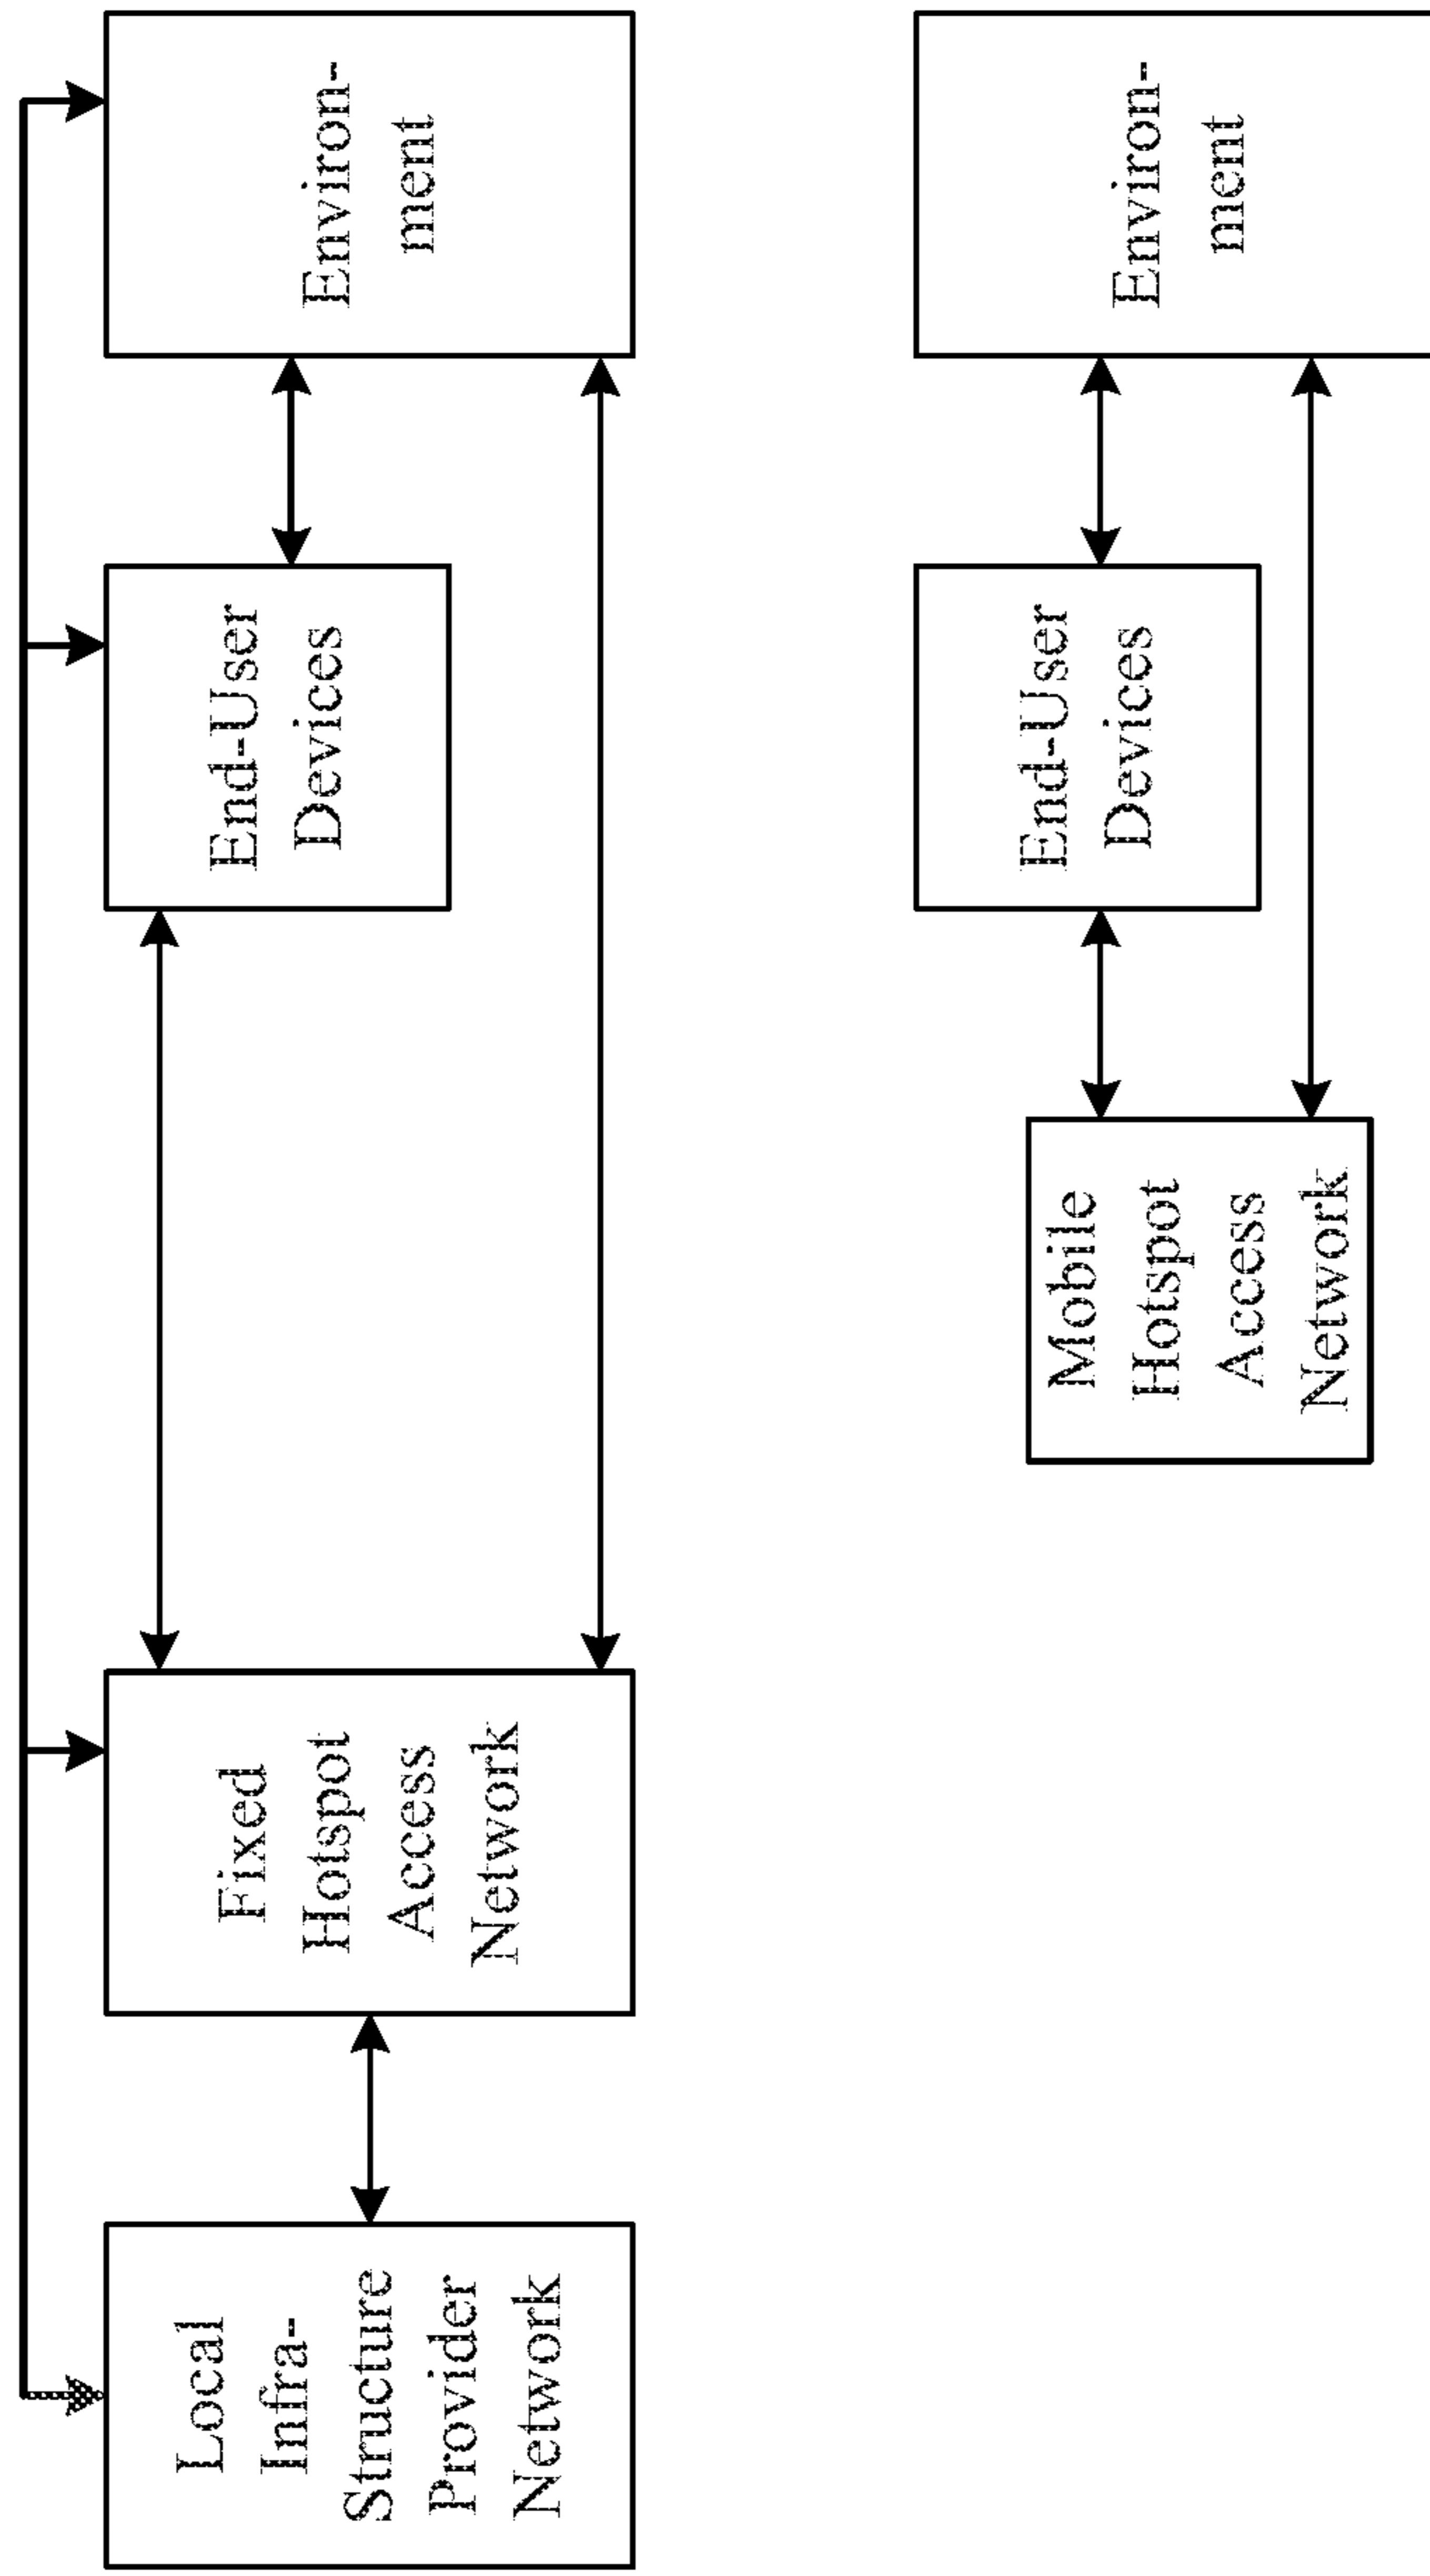 Local
Infra-
Structure
Provider
Network
Fixed
Hotspot
Access
Network
End-User
Devices
Environ-
ment
Mobile
Hotspot
Access
Network
End-User
Devices
Environ-
ment